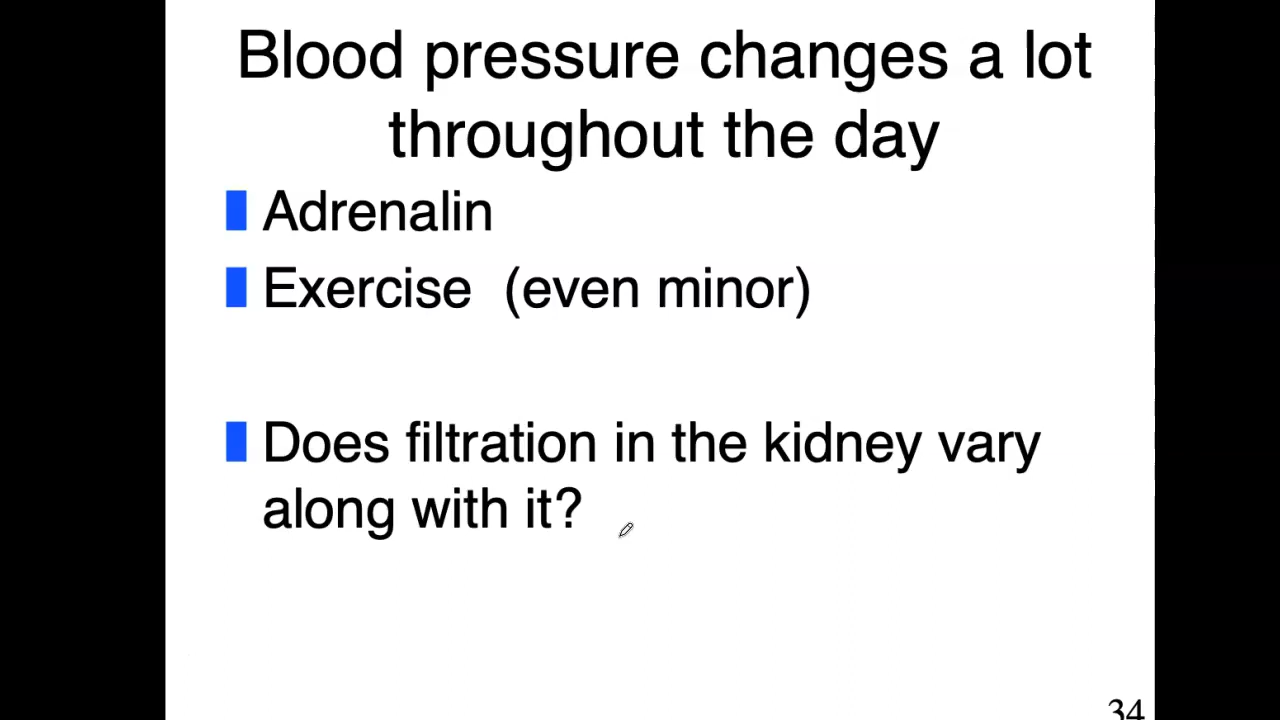 Blood pressure changes a lot
throughout the day
Adrenalin
Exercise (even minor)
Does filtration in the kidney vary
along with it?
34